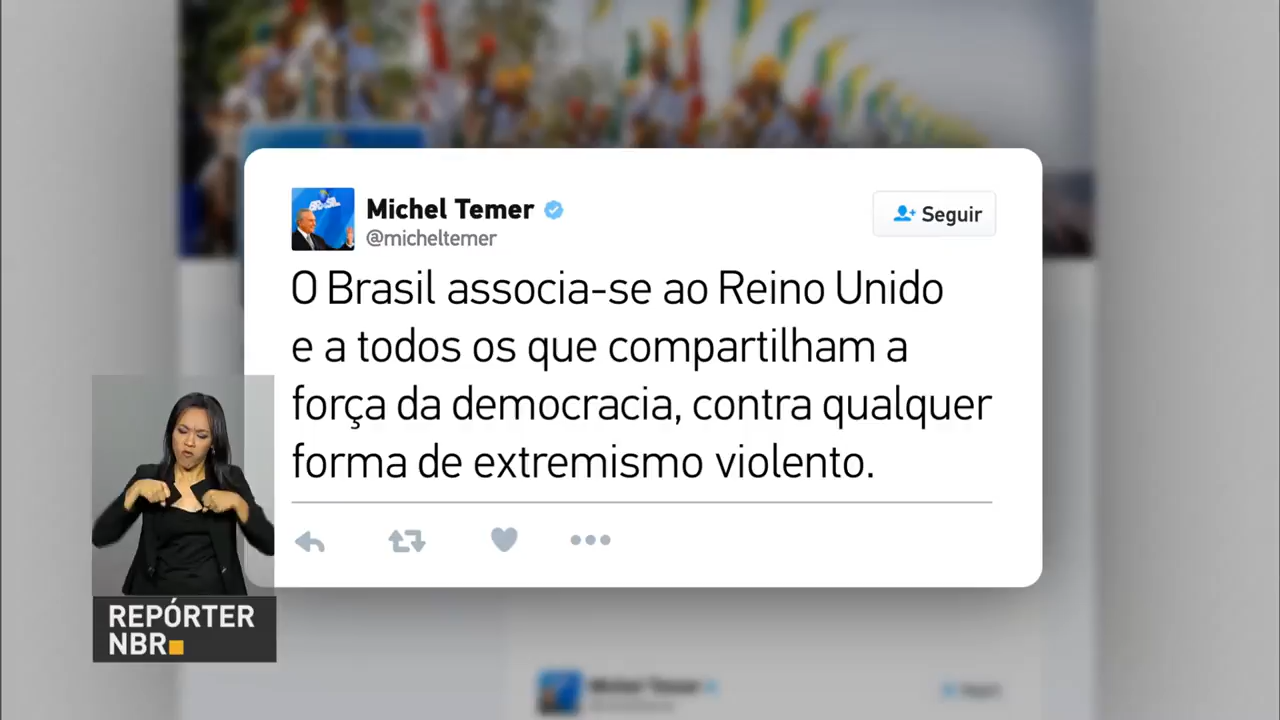 Michel Temer
@micheltemer
Seguir
O Brasil associa-se ao Reino Unido
e a todos os que compartilham a
força da democracia, contra qualquer
forma de extremismo violento.
REPÓRTER
NBR